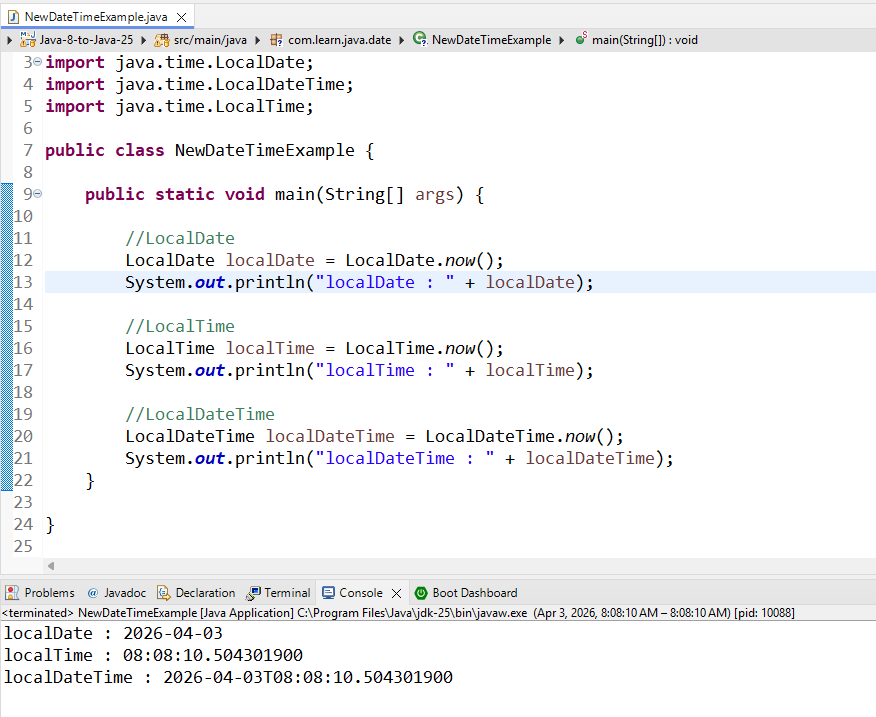 NewDateTimeExample.java
Java-8-to-Java-25 src/main/java com.learn.java.date NewDateTimeExample main(String[]) : void
3 import java.time.LocalDate;
4 import java.time.LocalDateTime;
5 import java.time.LocalTime;
6
7 public class NewDateTimeExample {
8
9 public static void main(String[] args) {
10
11 //LocalDate
12 LocalDate localDate = LocalDate.now();
13 System.out.println("localDate : " + localDate);
14
15 //LocalTime
16 LocalTime localTime = LocalTime.now();
17 System.out.println("localTime : " + localTime);
18
19 //LocalDateTime
20 LocalDateTime localDateTime = LocalDateTime.now();
21 System.out.println("localDateTime : " + localDateTime);
22 }
23
24 }
25
Problems @ Javadoc Declaration Terminal Console Boot Dashboard
<terminated> NewDateTimeExample [Java Application] C:\Program Files\Java\jdk-25\bin\javaw.exe (Apr 3, 2026, 8:08:10 AM – 8:08:10 AM) [pid: 10088]
localDate : 2026-04-03
localTime : 08:08:10.504301900
localDateTime : 2026-04-03T08:08:10.504301900